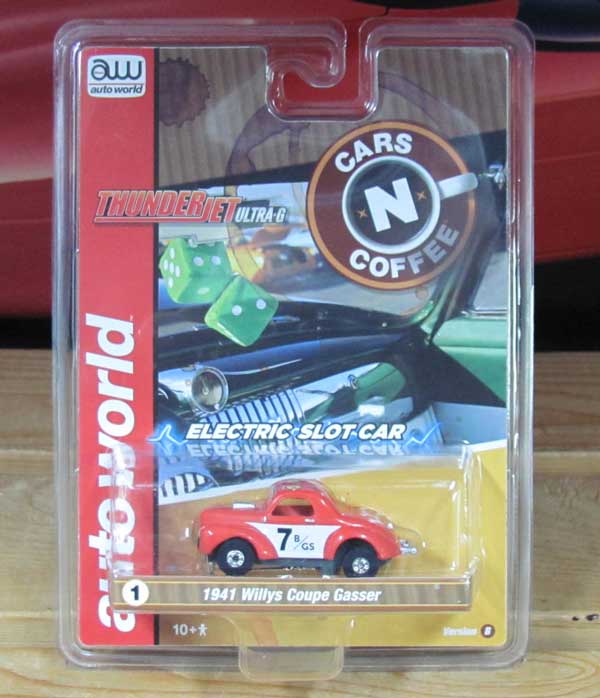 aw
auto world
CARS
N
COFFEE
THUNDERJET ULTRA-G
auto world
ELECTRIC SLOT CAR
7 B/GS
1 1941 Willys Coupe Gasser
10+
Version B